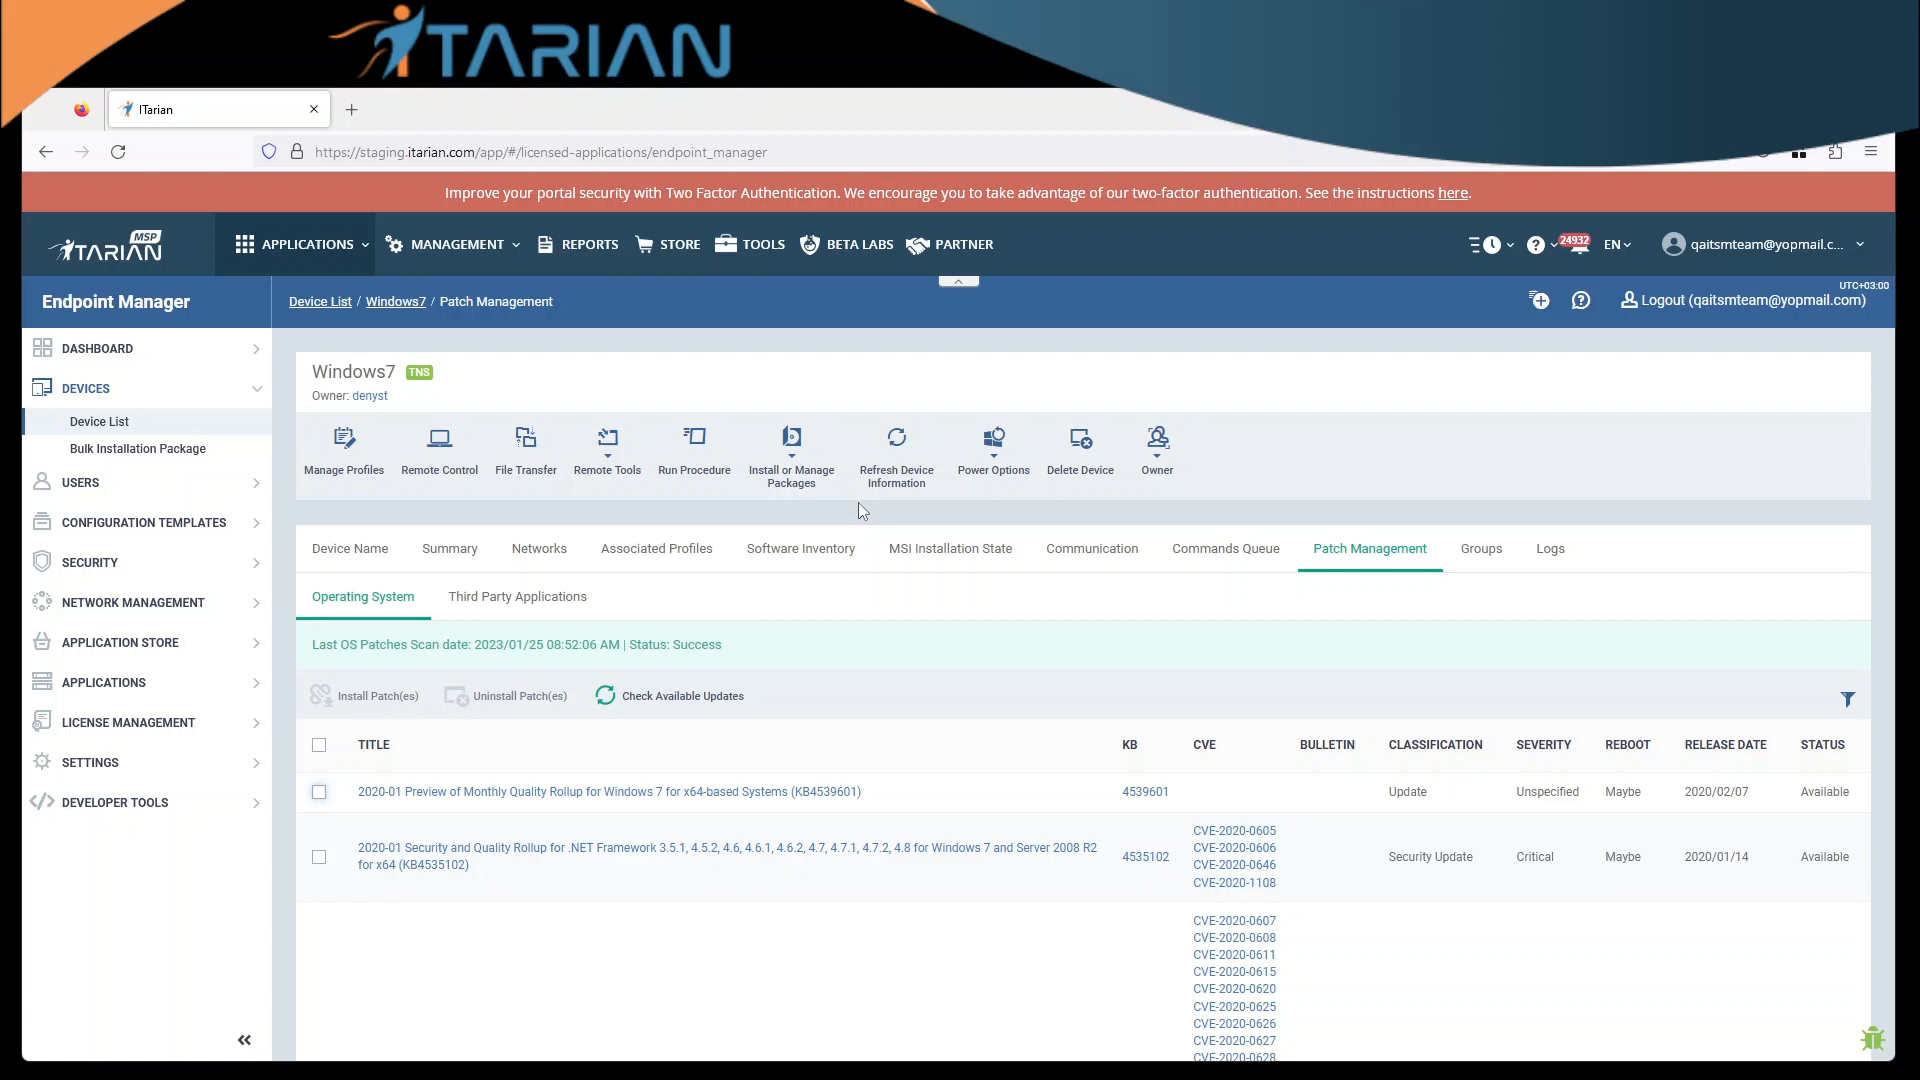 ITARIAN
ITarian
https://staging.itarian.com/app/#/licensed-applications/endpoint_manager
Improve your portal security with Two Factor Authentication. We encourage you to take advantage of our two-factor authentication. See the instructions here.
ITARIAN MSP
APPLICATIONS MANAGEMENT REPORTS STORE TOOLS BETA LABS PARTNER
24932 EN qaitsmteam@yopmail.c...
UTC+03:00
Endpoint Manager
Device List / Windows7 / Patch Management
Logout (qaitsmteam@yopmail.com)
DASHBOARD
DEVICES
Device List
Bulk Installation Package
USERS
CONFIGURATION TEMPLATES
SECURITY
NETWORK MANAGEMENT
APPLICATION STORE
APPLICATIONS
LICENSE MANAGEMENT
SETTINGS
DEVELOPER TOOLS
Windows7 TNS
Owner: denyst
Manage Profiles
Remote Control
File Transfer
Remote Tools
Run Procedure
Install or Manage
Packages
Refresh Device
Information
Power Options
Delete Device
Owner
Device Name Summary Networks Associated Profiles Software Inventory MSI Installation State Communication Commands Queue Patch Management Groups Logs
Operating System Third Party Applications
Last OS Patches Scan date: 2023/01/25 08:52:06 AM | Status: Success
Install Patch(es) Uninstall Patch(es) Check Available Updates
TITLE KB CVE BULLETIN CLASSIFICATION SEVERITY REBOOT RELEASE DATE STATUS
2020-01 Preview of Monthly Quality Rollup for Windows 7 for x64-based Systems (KB4539601) 4539601 Update Unspecified Maybe 2020/02/07 Available
2020-01 Security and Quality Rollup for .NET Framework 3.5.1, 4.5.2, 4.6, 4.6.1, 4.6.2, 4.7, 4.7.1, 4.7.2, 4.8 for Windows 7 and Server 2008 R2
for x64 (KB4535102)
4535102
CVE-2020-0605
CVE-2020-0606
CVE-2020-0646
CVE-2020-1108
Security Update Critical Maybe 2020/01/14 Available
CVE-2020-0607
CVE-2020-0608
CVE-2020-0611
CVE-2020-0615
CVE-2020-0620
CVE-2020-0625
CVE-2020-0626
CVE-2020-0627
CVE-2020-0628